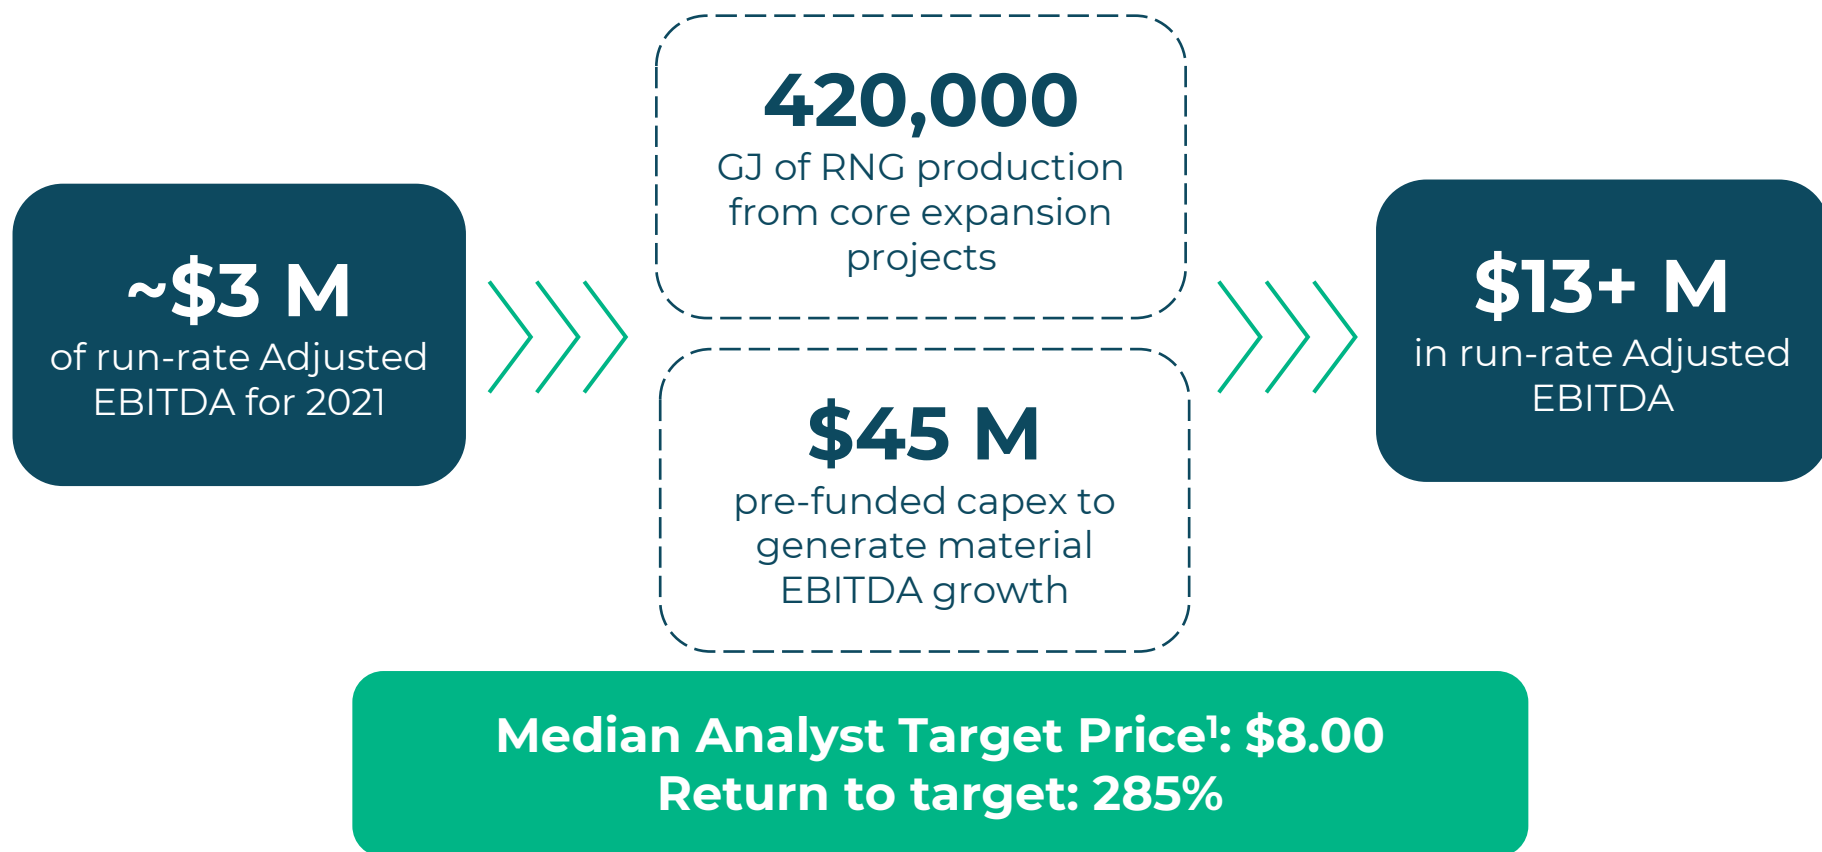 ~$3 M
of run-rate Adjusted
EBITDA for 2021
420,000
GJ of RNG production
from core expansion
projects
$45 M
pre-funded capex to
generate material
EBITDA growth
$13+ M
in run-rate Adjusted
EBITDA
Median Analyst Target Price¹: $8.00
Return to target: 285%